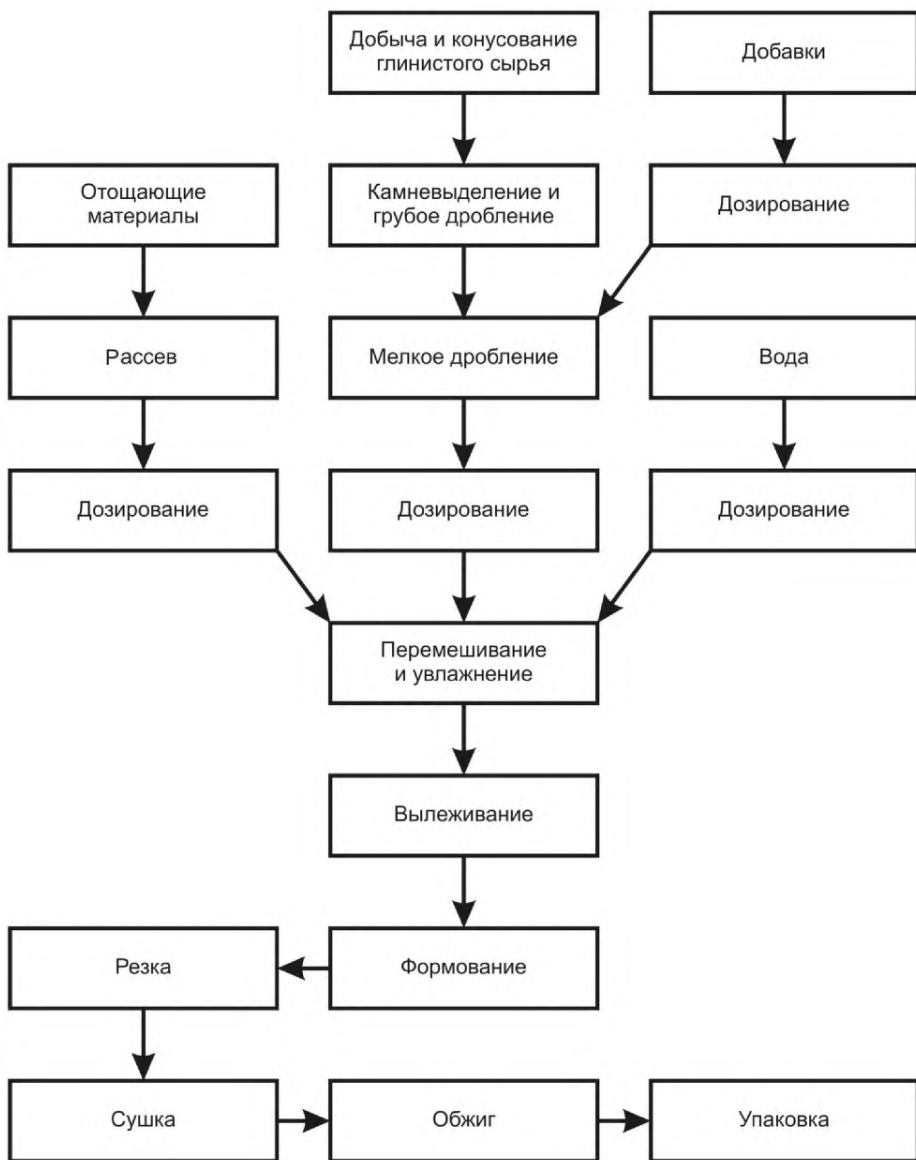 Добыча и конусование
глинистого сырья
Добавки
Отощающие
материалы
Камневыделение и
грубое дробление
Дозирование
Рассев
Мелкое дробление
Вода
Дозирование
Дозирование
Дозирование
Перемешивание
и увлажнение
Вылеживание
Резка
Формование
Сушка
Обжиг
Упаковка